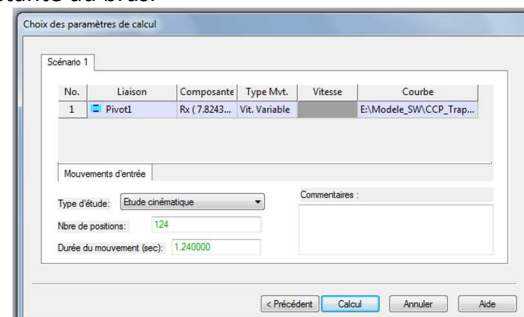 Choix des paramètres de calcul
Scénario 1
No. Liaison Composante Type Mvt. Vitesse Courbe
1 Pivot1 Rx ( 7.8243... Vit. Variable E:\Modele_SW\CCP_Trap...
Mouvements d'entrée
Type d'étude: Etude cinématique
Commentaires :
Nbre de positions: 124
Durée du mouvement (sec): 1.240000
< Précédent Calcul Annuler Aide